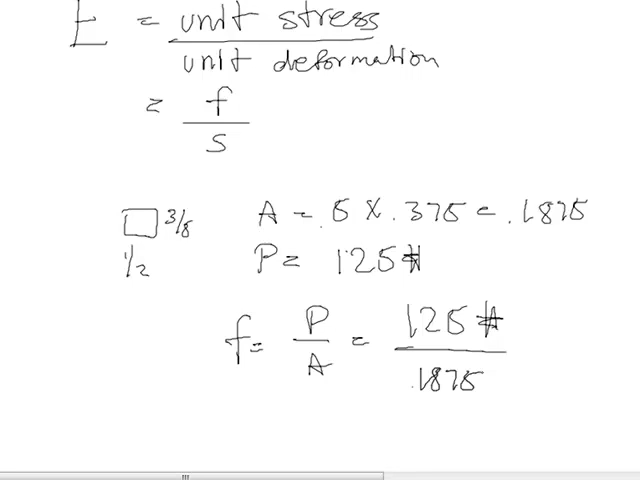 E = unit stress
unit deformation
= f
s
3/8 A = .5 x .375 = .1875
1/2 P = 125#
f = P = 125#
A .1875